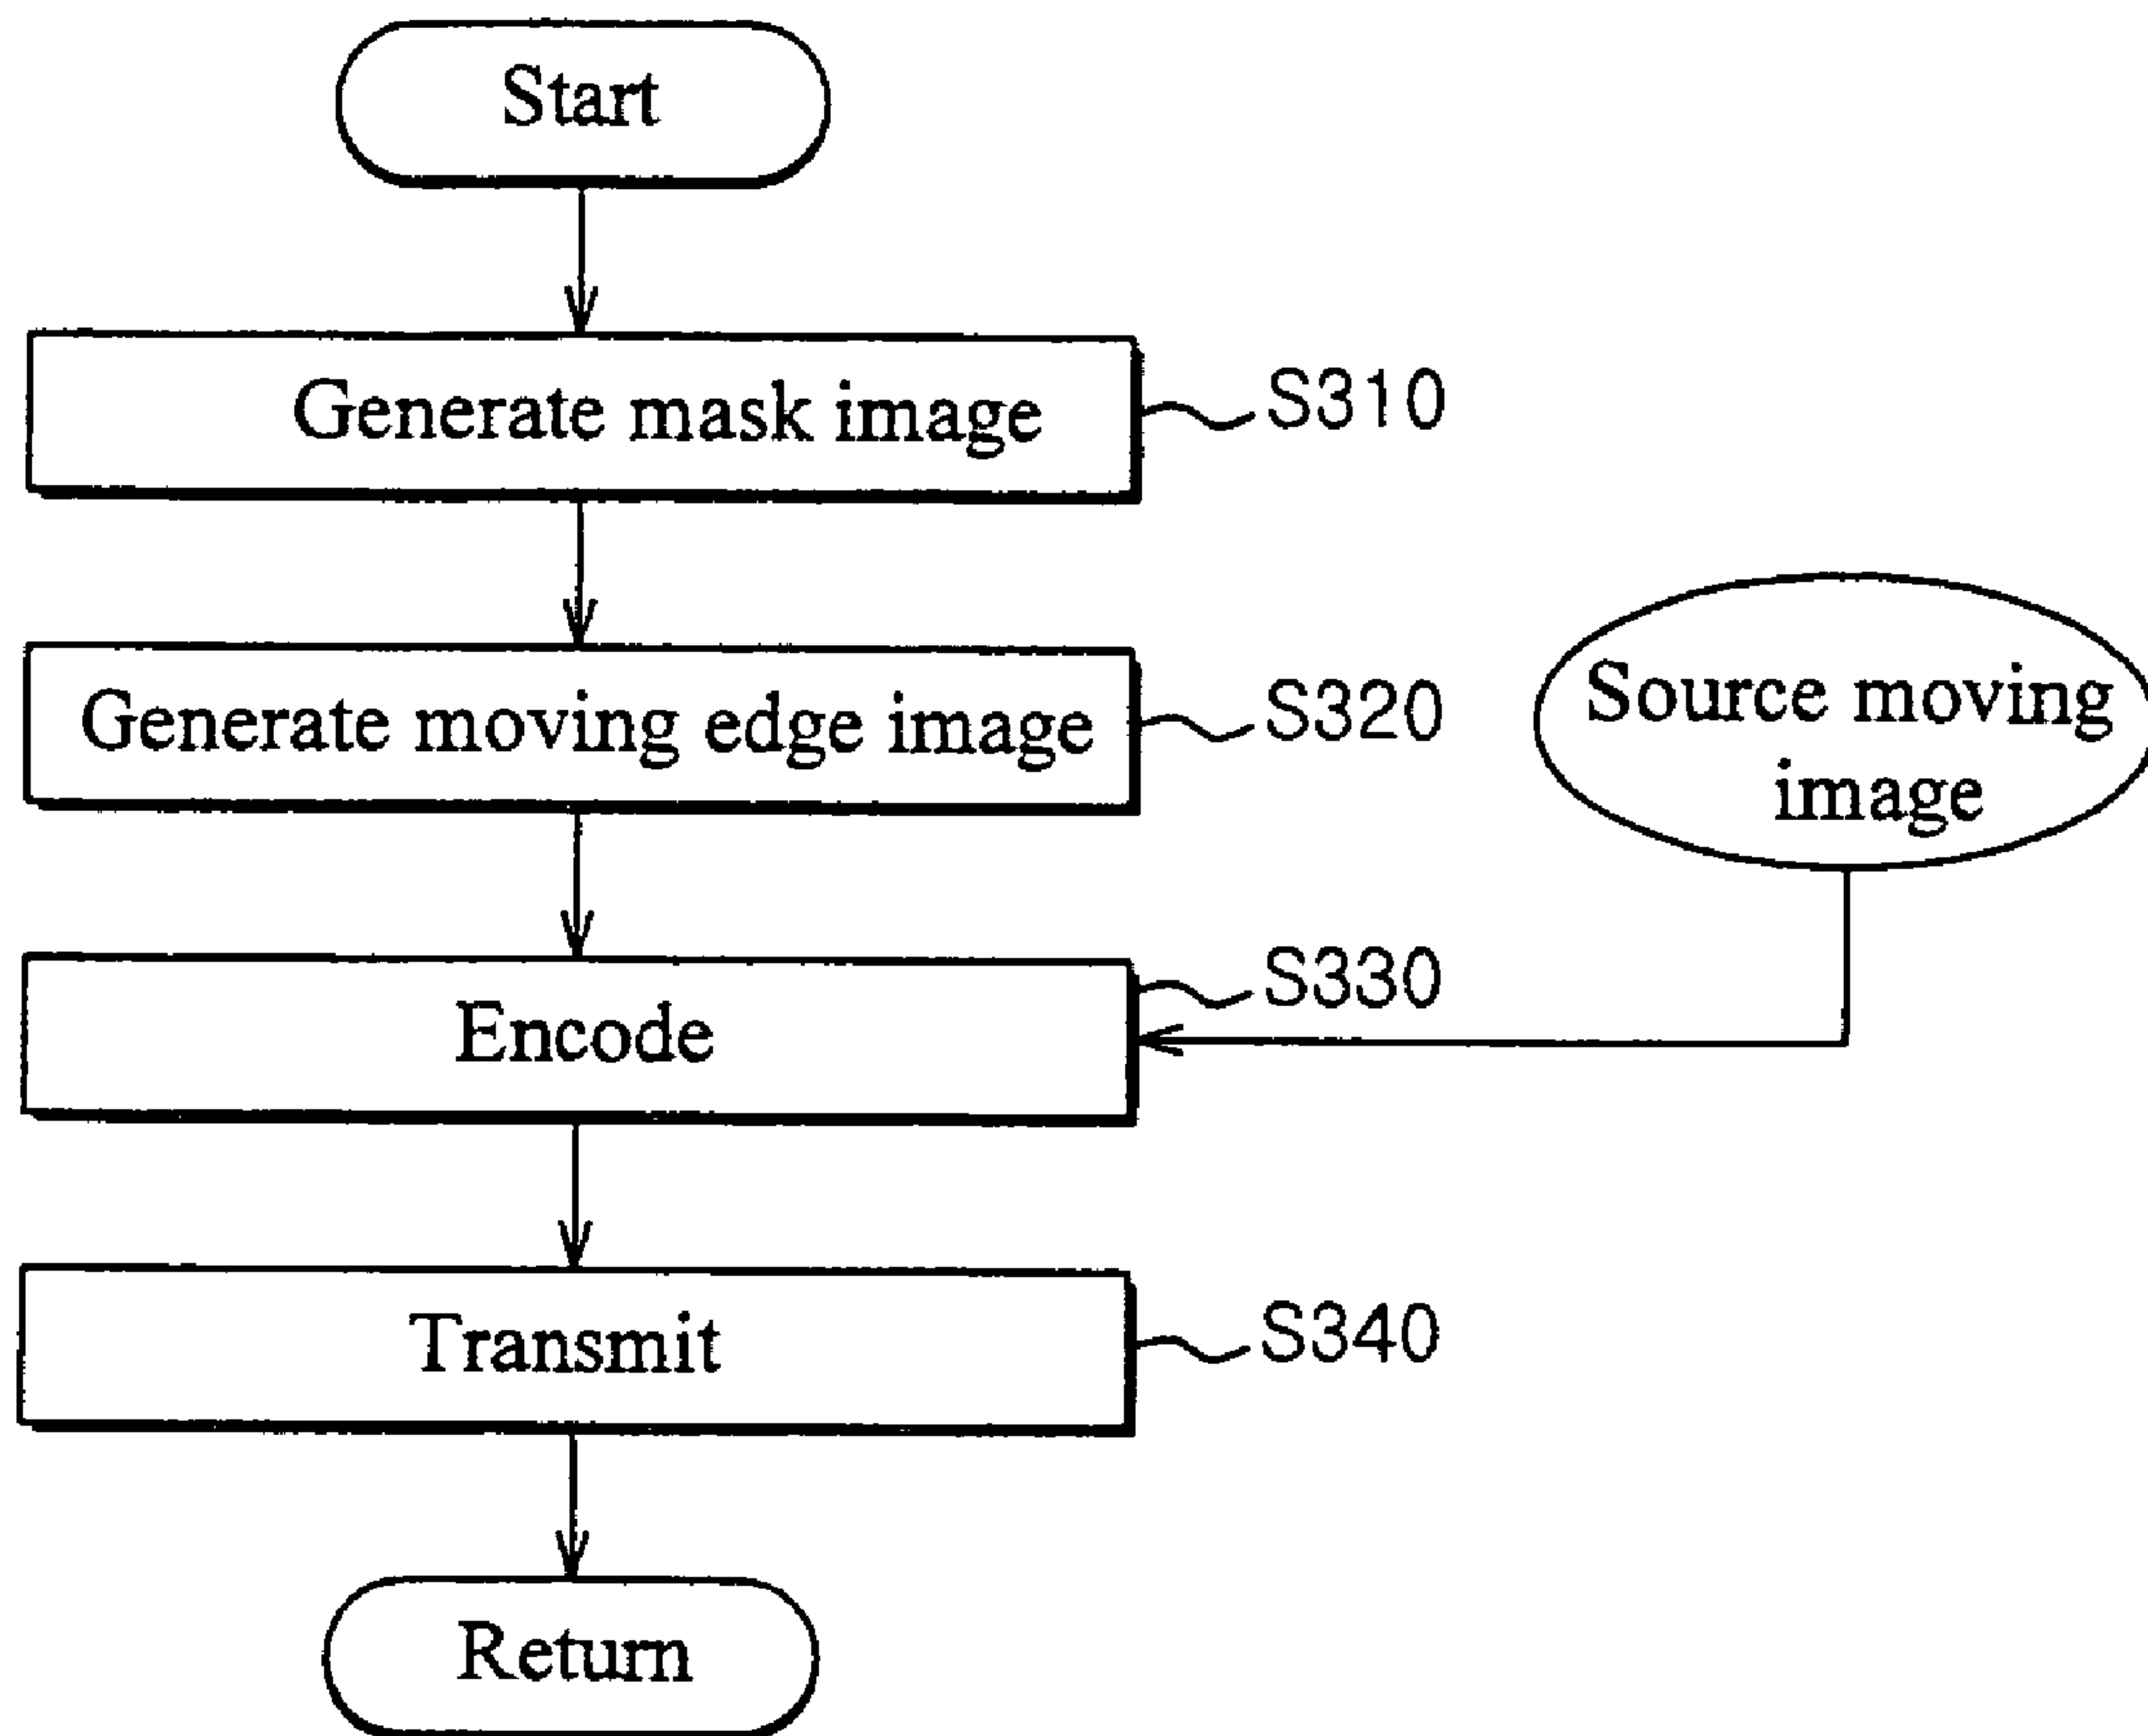 Start
Generate mask image
S310
Generate moving edge image
S320
Source moving
image
Encode
S330
Transmit
S340
Return